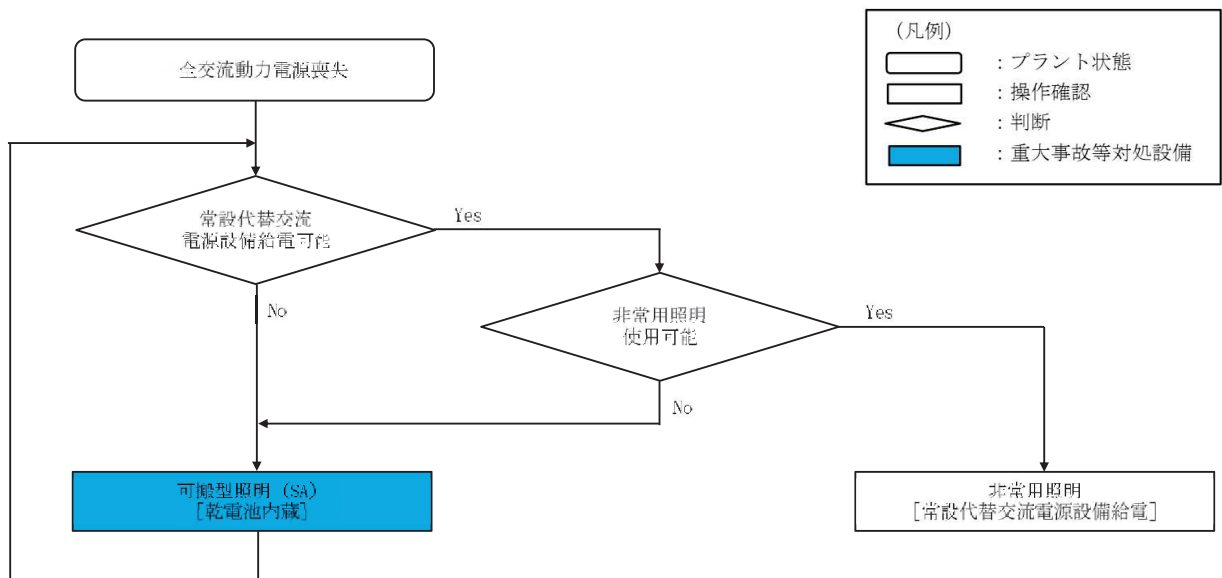 全交流動力電源喪失
(凡例)
:プラント状態
:操作確認
:判断
:重大事故等対処設備
常設代替交流
電源設備給電可能
Yes
No
非常用照明
使用可能
Yes
No
可搬型照明 (SA)
[乾電池内蔵]
非常用照明
[常設代替交流電源設備給電]